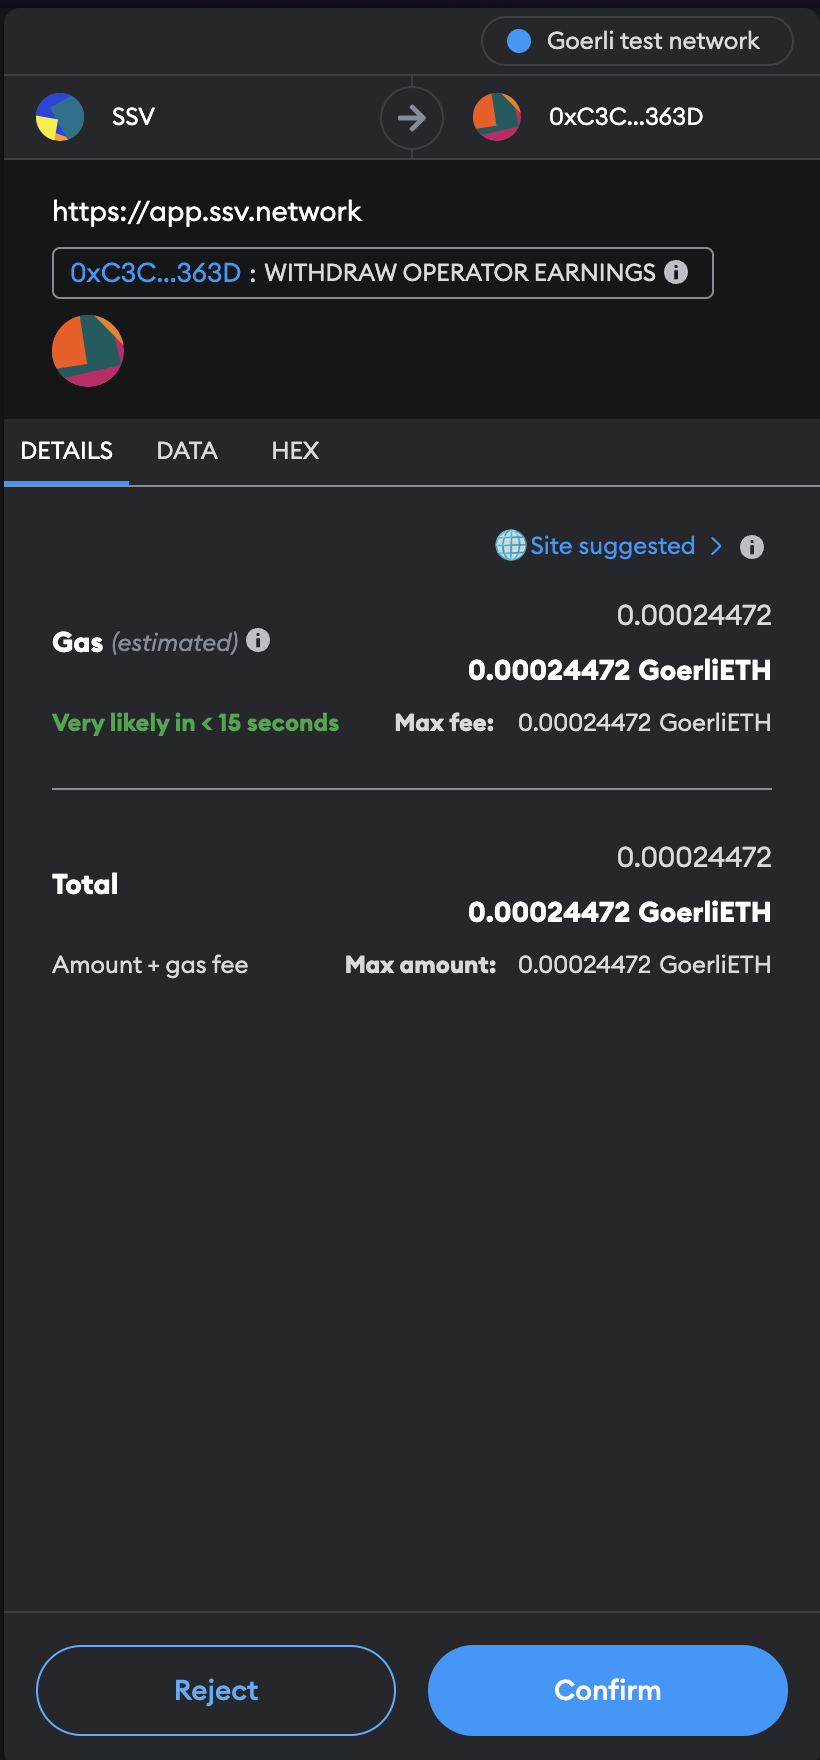 Goerli test network
SSV
0xC3C...363D
https://app.ssv.network
0xC3C...363D : WITHDRAW OPERATOR EARNINGS
DETAILS DATA HEX
Site suggested >
0.00024472
Gas (estimated)
0.00024472 GoerliETH
Very likely in < 15 seconds Max fee: 0.00024472 GoerliETH
0.00024472
Total
0.00024472 GoerliETH
Amount + gas fee Max amount: 0.00024472 GoerliETH
Reject Confirm